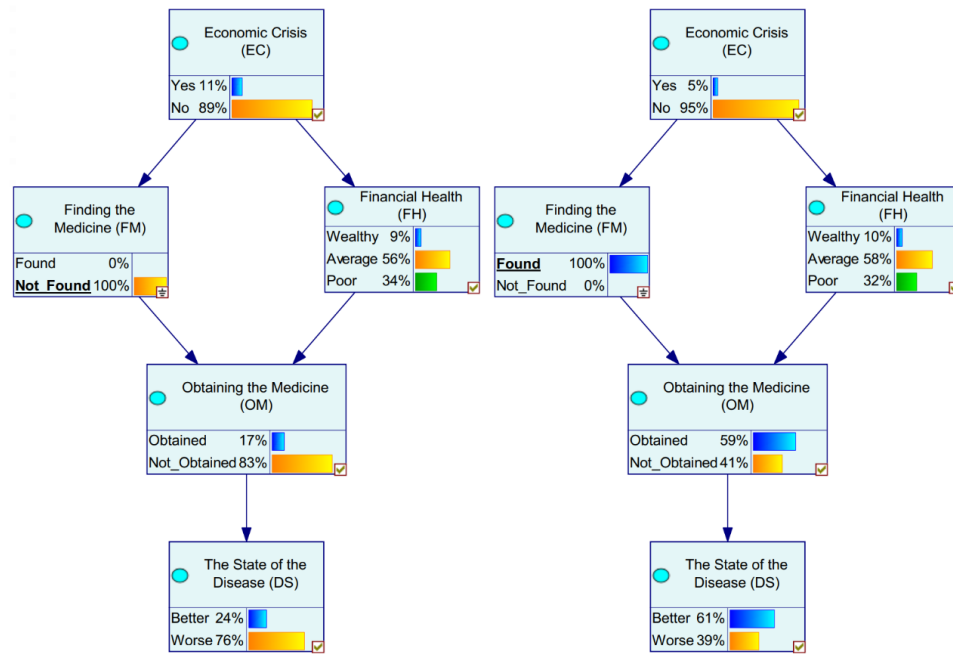 Economic Crisis
(EC)
Yes 11%
No 89%
Finding the
Medicine (FM)
Found 0%
Not_Found 100%
Financial Health
(FH)
Wealthy 9%
Average 56%
Poor 34%
Obtaining the Medicine
(OM)
Obtained 17%
Not_Obtained 83%
The State of the
Disease (DS)
Better 24%
Worse 76%
Economic Crisis
(EC)
Yes 5%
No 95%
Finding the
Medicine (FM)
Found 100%
Not_Found 0%
Financial Health
(FH)
Wealthy 10%
Average 58%
Poor 32%
Obtaining the Medicine
(OM)
Obtained 59%
Not_Obtained 41%
The State of the
Disease (DS)
Better 61%
Worse 39%